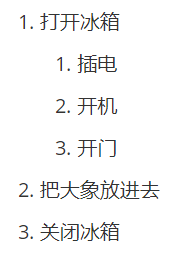 1. 打开冰箱
1. 插电
2. 开机
3. 开门
2. 把大象放进去
3. 关闭冰箱